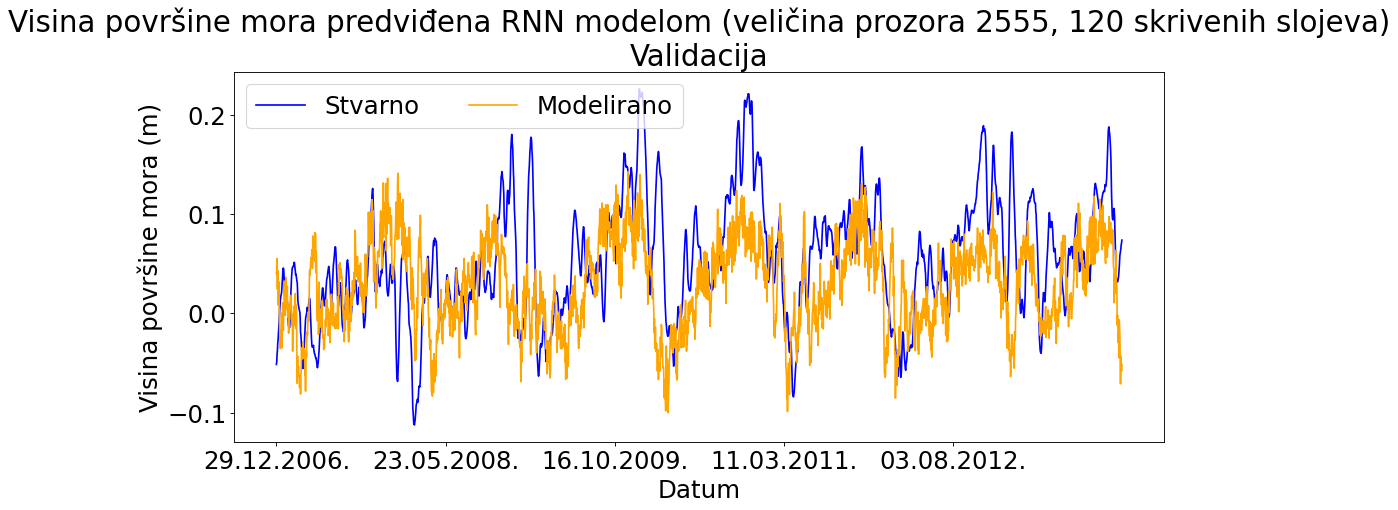 Visina površine mora predviđena RNN modelom (veličina prozora 2555, 120 skrivenih slojeva)
Validacija
Stvarno Modelirano
Visina površine mora (m)
0.2
0.1
0.0
−0.1
29.12.2006. 23.05.2008. 16.10.2009. 11.03.2011. 03.08.2012.
Datum